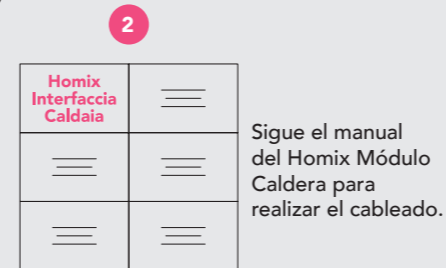 2
Homix
Interfaccia
Caldaia
Sigue el manual
del Homix Módulo
Caldera para
realizar el cableado.